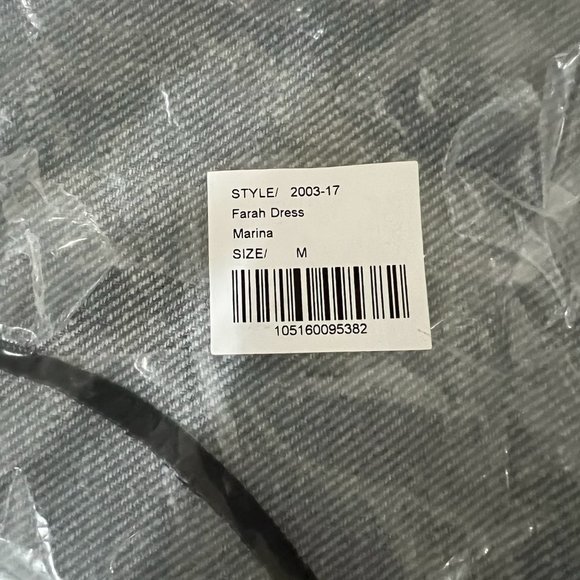 STYLE/ 2003-17
Farah Dress
Marina
SIZE/ M
105160095382